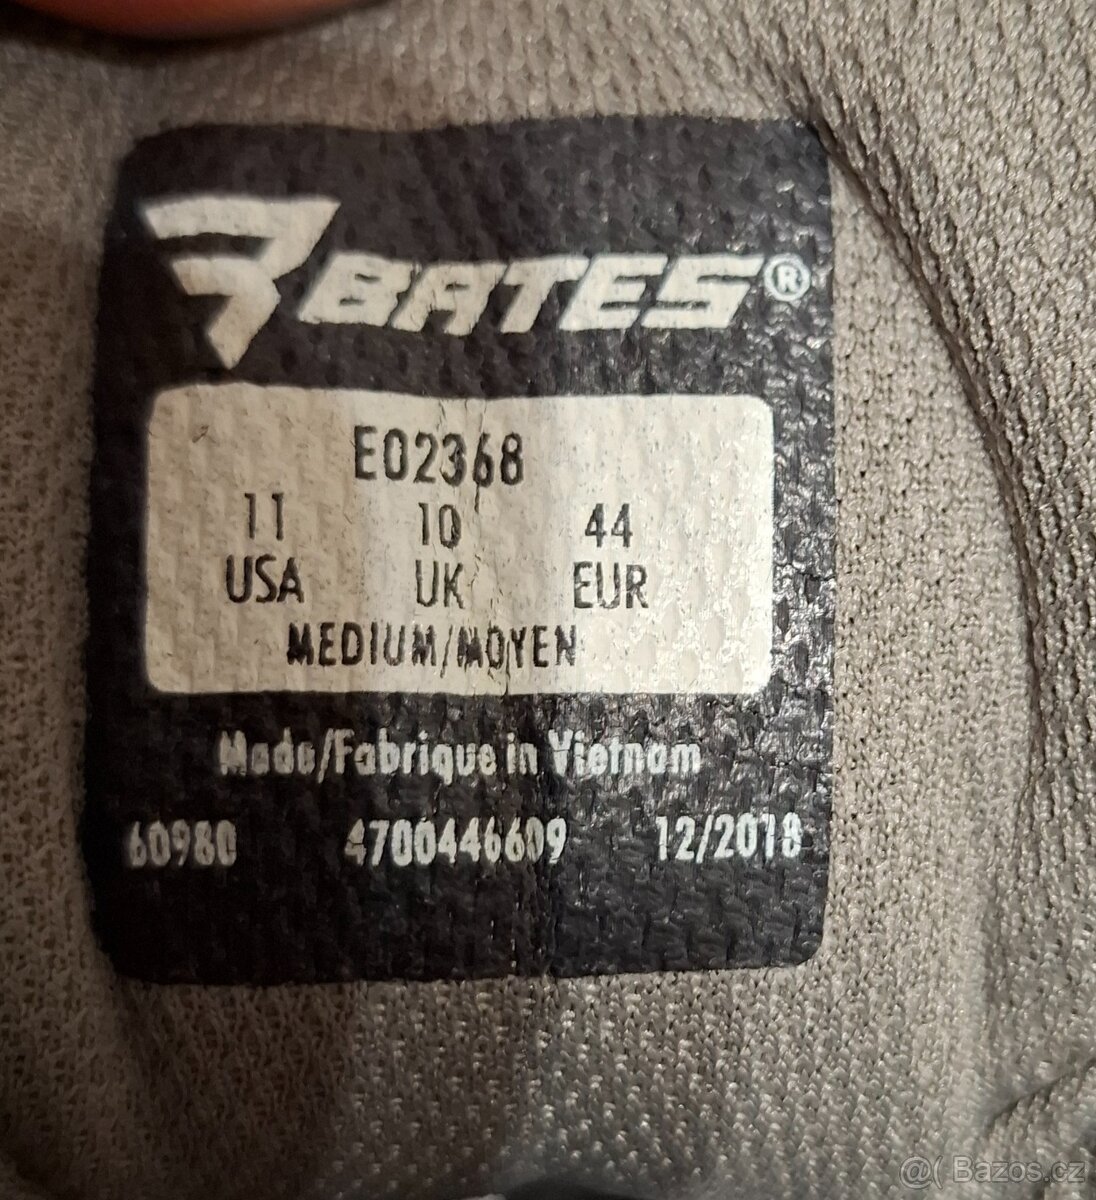 BATES®
E02368
11 10 44
USA UK EUR
MEDIUM/MOYEN
Made/Fabrique in Vietnam
60980 4700446609 12/2018
@( Bazos.cz